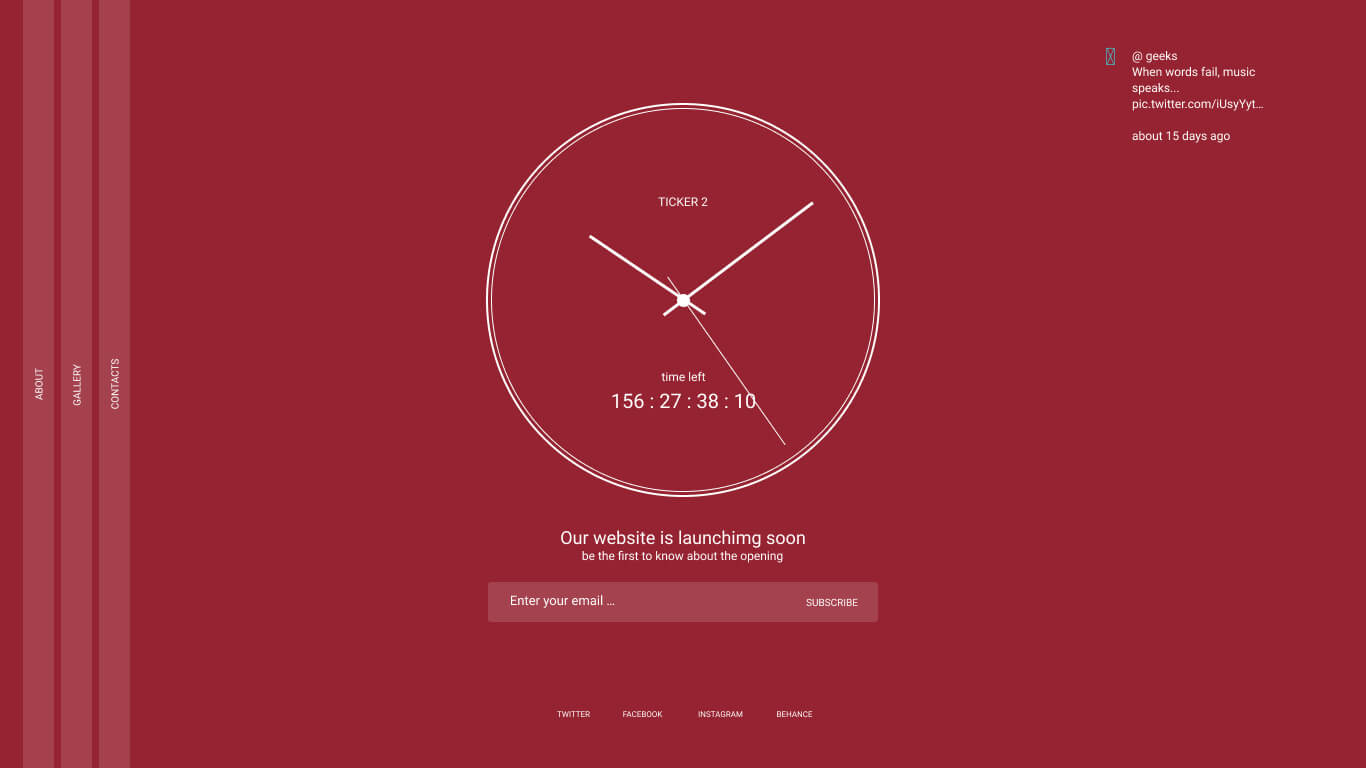 ABOUT
GALLERY
CONTACTS
@ geeks
When words fail, music
speaks...
pic.twitter.com/iUsyYyt…
about 15 days ago
TICKER 2
time left
156 : 27 : 38 : 10
Our website is launchimg soon
be the first to know about the opening
Enter your email ...
SUBSCRIBE
TWITTER
FACEBOOK
INSTAGRAM
BEHANCE